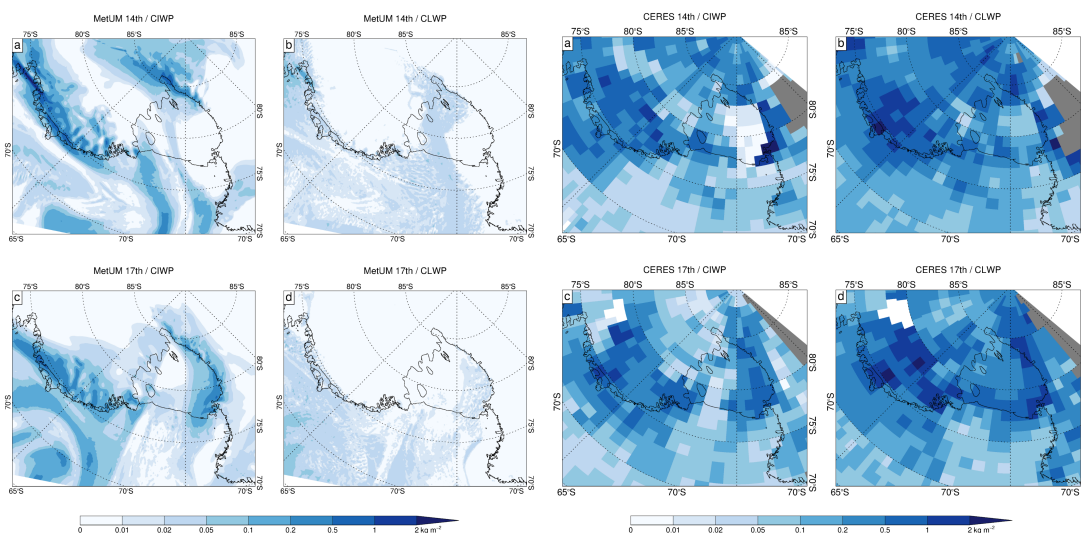 MetUM 14th / CIWP
MetUM 14th / CLWP
CERES 14th / CIWP
CERES 14th / CLWP
75°S 80°S 85°S 85°S
75°S 80°S 85°S 85°S
75°S 80°S 85°S 85°S
75°S 80°S 85°S 85°S
a
b
a
b
80°S
80°S
80°S
80°S
70°S
70°S
70°S
70°S
75°S
75°S
75°S
75°S
70°S
70°S
70°S
70°S
65°S 70°S
65°S 70°S
65°S 70°S 70°S
65°S 70°S 70°S
MetUM 17th / CIWP
MetUM 17th / CLWP
CERES 17th / CIWP
CERES 17th / CLWP
75°S 80°S 85°S 85°S
75°S 80°S 85°S 85°S
75°S 80°S 85°S 85°S
75°S 80°S 85°S 85°S
c
d
c
d
80°S
80°S
80°S
80°S
70°S
70°S
70°S
70°S
75°S
75°S
75°S
75°S
70°S
70°S
70°S
70°S
65°S 70°S
65°S 70°S
65°S 70°S 70°S
65°S 70°S 70°S
0 0.01 0.02 0.05 0.1 0.2 0.5 1 2 kg m⁻²
0 0.01 0.02 0.05 0.1 0.2 0.5 1 2 kg m⁻²